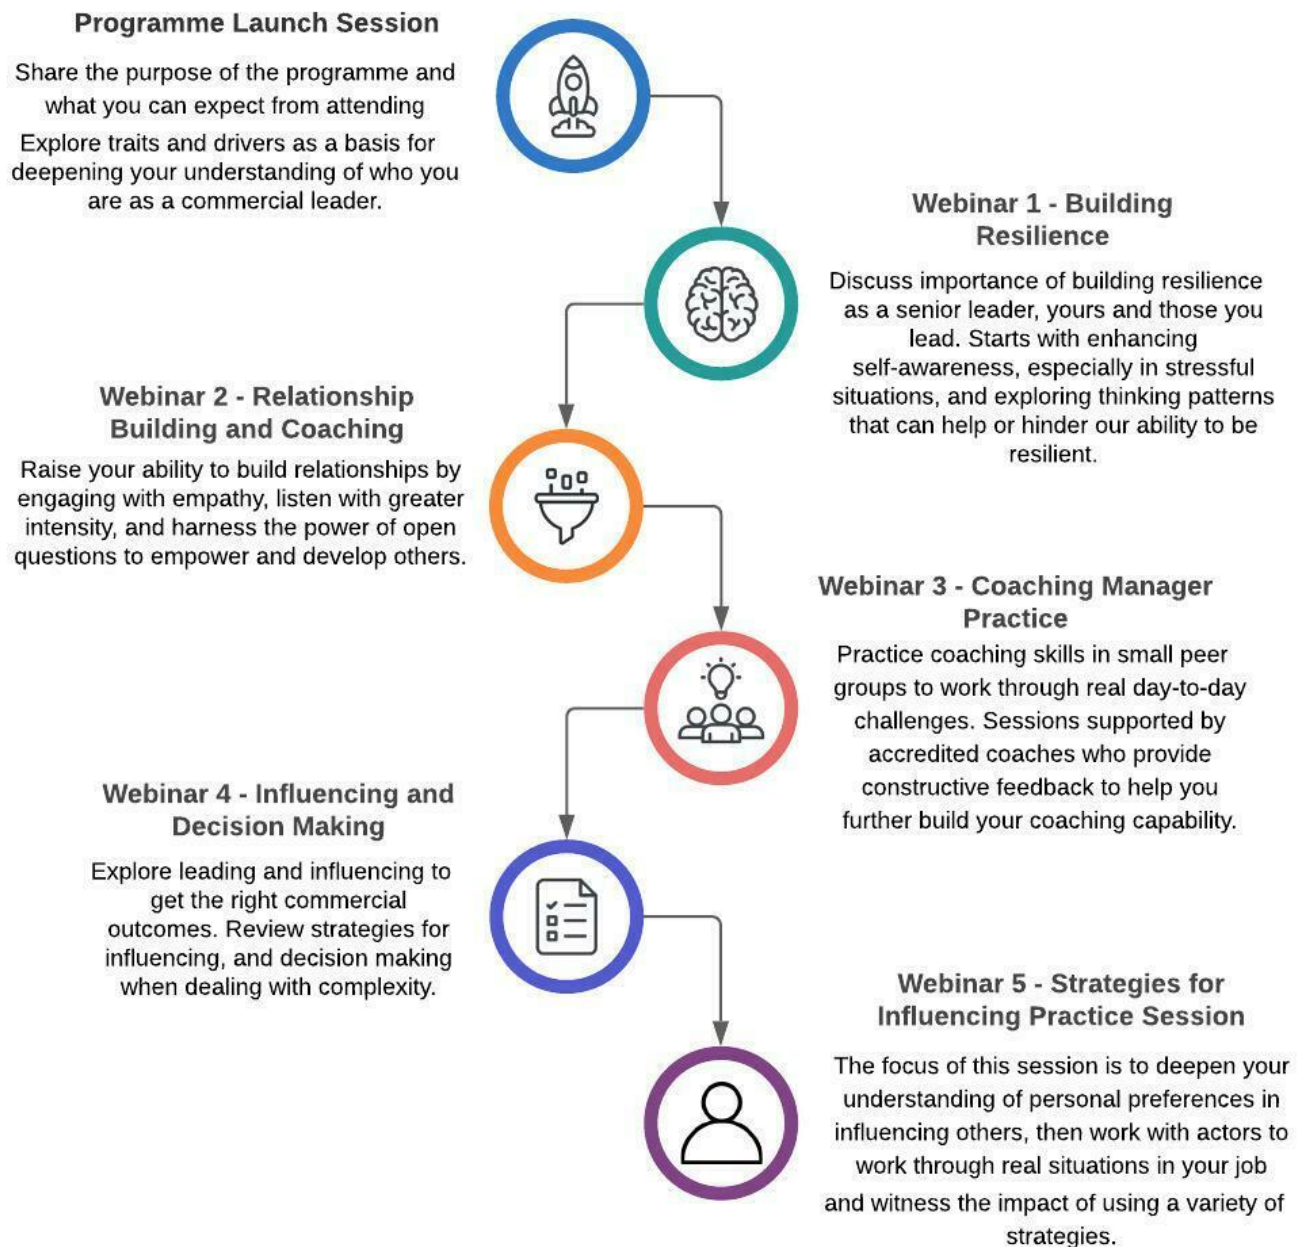 Programme Launch Session
Share the purpose of the programme and
what you can expect from attending
Explore traits and drivers as a basis for
deepening your understanding of who you
are as a commercial leader.
Webinar 1 - Building
Resilience
Discuss importance of building resilience
as a senior leader, yours and those you
lead. Starts with enhancing
self-awareness, especially in stressful
situations, and exploring thinking patterns
that can help or hinder our ability to be
resilient.
Webinar 2 - Relationship
Building and Coaching
Raise your ability to build relationships by
engaging with empathy, listen with greater
intensity, and harness the power of open
questions to empower and develop others.
Webinar 3 - Coaching Manager
Practice
Practice coaching skills in small peer
groups to work through real day-to-day
challenges. Sessions supported by
accredited coaches who provide
constructive feedback to help you
further build your coaching capability.
Webinar 4 - Influencing and
Decision Making
Explore leading and influencing to
get the right commercial
outcomes. Review strategies for
influencing, and decision making
when dealing with complexity.
Webinar 5 - Strategies for
Influencing Practice Session
The focus of this session is to deepen your
understanding of personal preferences in
influencing others, then work with actors to
work through real situations in your job
and witness the impact of using a variety of
strategies.